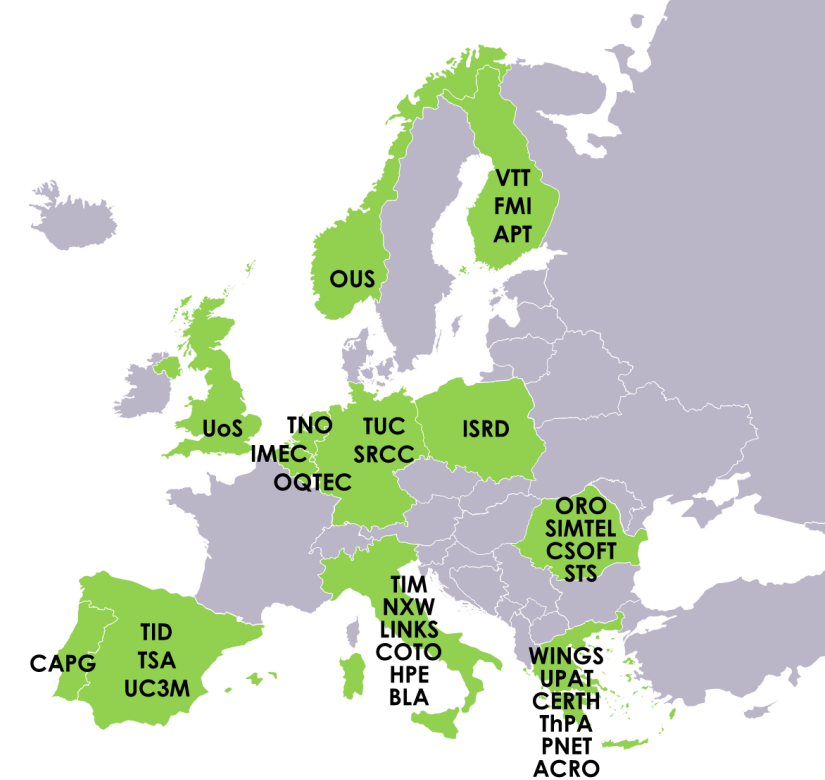 VTT
FMI
APT
OUS
UoS
TNO
IMEC
OQTEC
TUC
SRCC
ISRD
ORO
SIMTEL
CSOFT
STS
CAPG
TID
TSA
UC3M
TIM
NXW
LINKS
COTO
HPE
BLA
WINGS
UPAT
CERTH
ThPA
PNET
ACRO